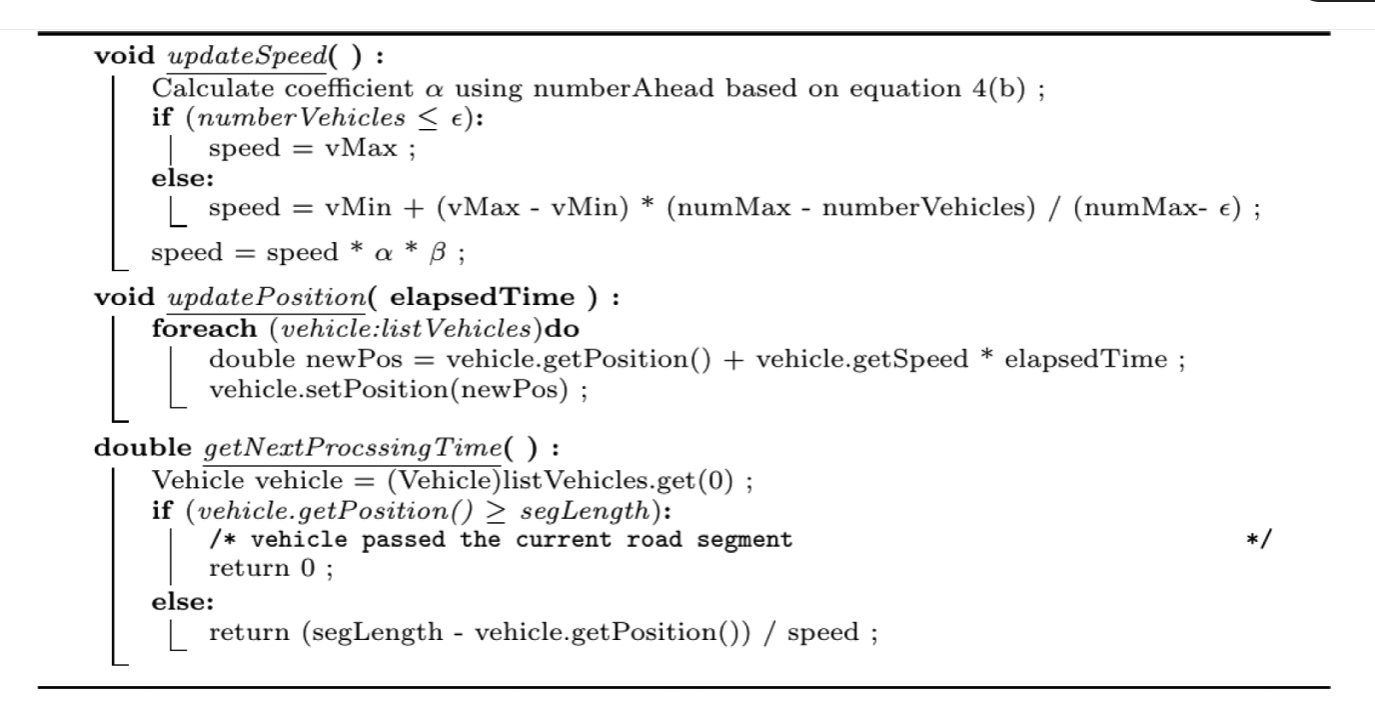 void updateSpeed( ) :
Calculate coefficient α using numberAhead based on equation 4(b) ;
if (numberVehicles ≤ ϵ):
speed = vMax ;
else:
speed = vMin + (vMax - vMin) * (numMax - numberVehicles) / (numMax- ϵ) ;
speed = speed * α * β ;
void updatePosition( elapsedTime ) :
foreach (vehicle:listVehicles)do
double newPos = vehicle.getPosition() + vehicle.getSpeed * elapsedTime ;
vehicle.setPosition(newPos) ;
double getNextProcssingTime( ) :
Vehicle vehicle = (Vehicle)listVehicles.get(0) ;
if (vehicle.getPosition() ≥ segLength):
/* vehicle passed the current road segment */
return 0 ;
else:
return (segLength - vehicle.getPosition()) / speed ;